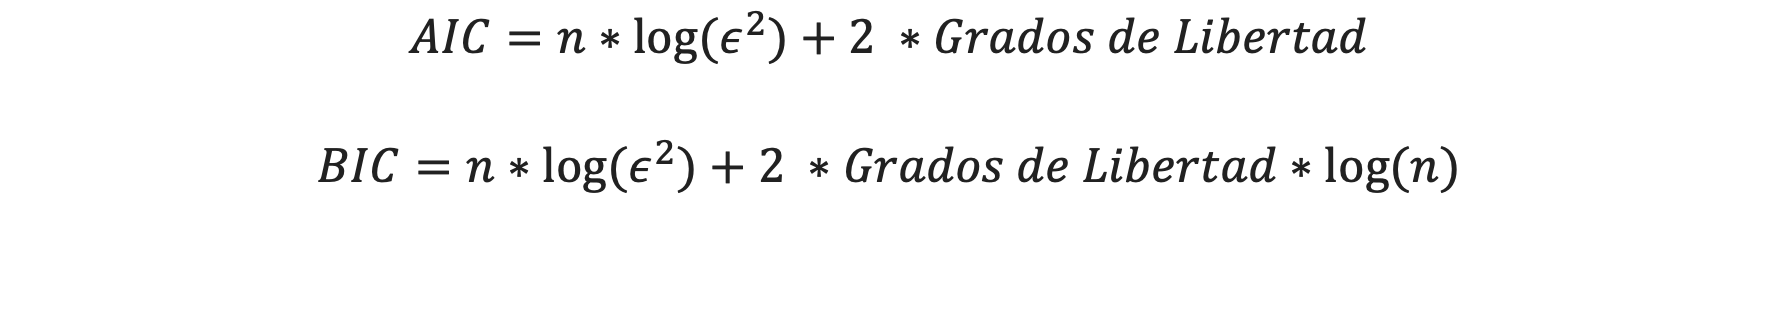 AIC = n * log(ϵ²) + 2 * Grados de Libertad
BIC = n * log(ϵ²) + 2 * Grados de Libertad * log(n)